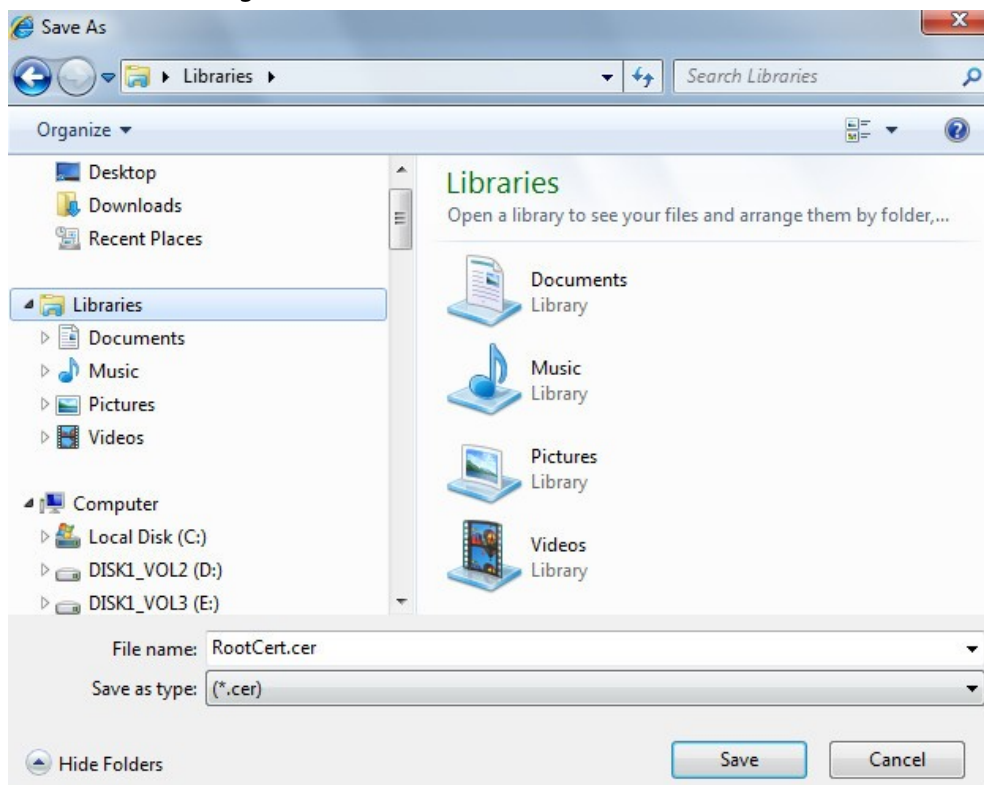 Save As
Libraries
Search Libraries
Organize
Desktop
Downloads
Recent Places
Libraries
Documents
Music
Pictures
Videos
Computer
Local Disk (C:)
DISK1_VOL2 (D:)
DISK1_VOL3 (E:)
Libraries
Open a library to see your files and arrange them by folder,...
Documents
Library
Music
Library
Pictures
Library
Videos
Library
File name: RootCert.cer
Save as type: (*.cer)
Hide Folders
Save
Cancel